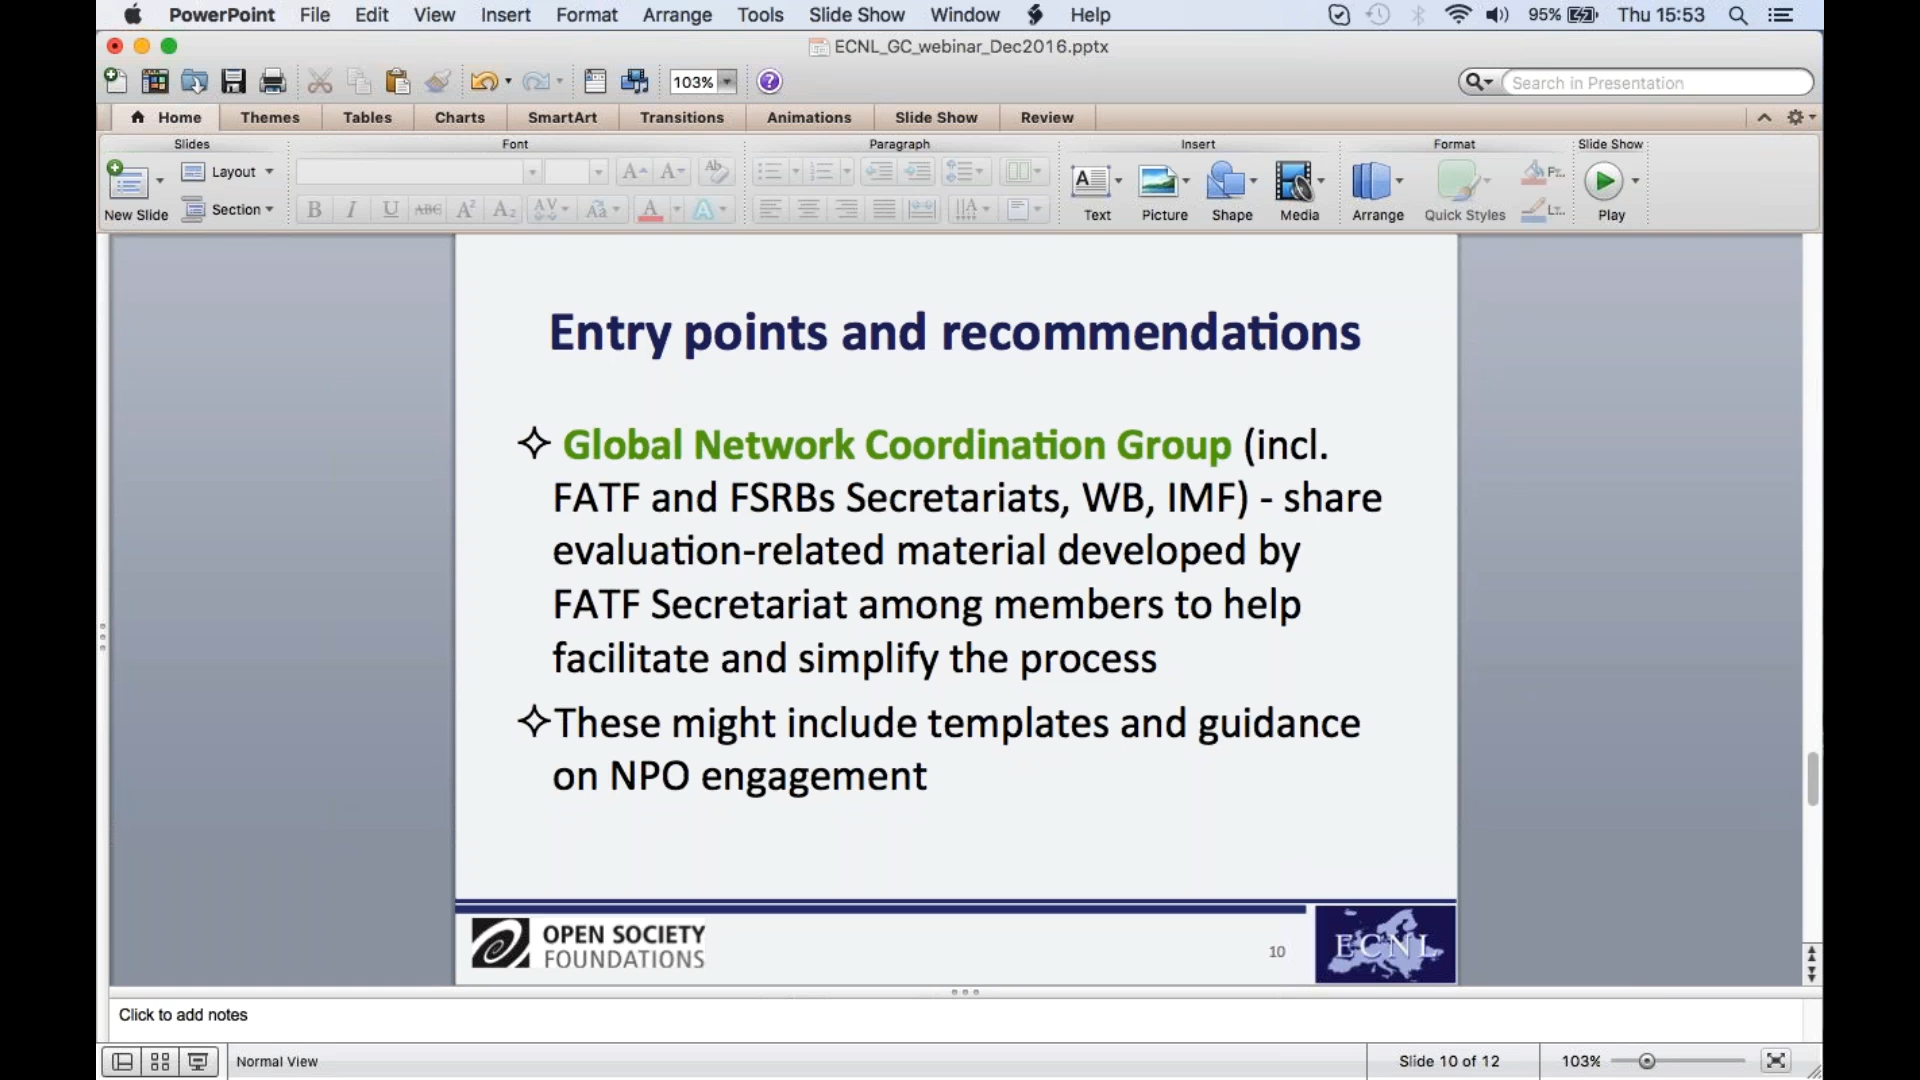 PowerPoint File Edit View Insert Format Arrange Tools Slide Show Window Help 95% Thu 15:53
ECNL_GC_webinar_Dec2016.pptx
103% Search in Presentation
Home Themes Tables Charts SmartArt Transitions Animations Slide Show Review
Slides Font Paragraph Insert Format Slide Show
Layout
New Slide Section
Text Picture Shape Media Arrange Quick Styles Play
Entry points and recommendations
Global Network Coordination Group (incl.
FATF and FSRBs Secretariats, WB, IMF) - share
evaluation-related material developed by
FATF Secretariat among members to help
facilitate and simplify the process
These might include templates and guidance
on NPO engagement
OPEN SOCIETY
FOUNDATIONS
10
ECNL
Click to add notes
Normal View Slide 10 of 12 103%